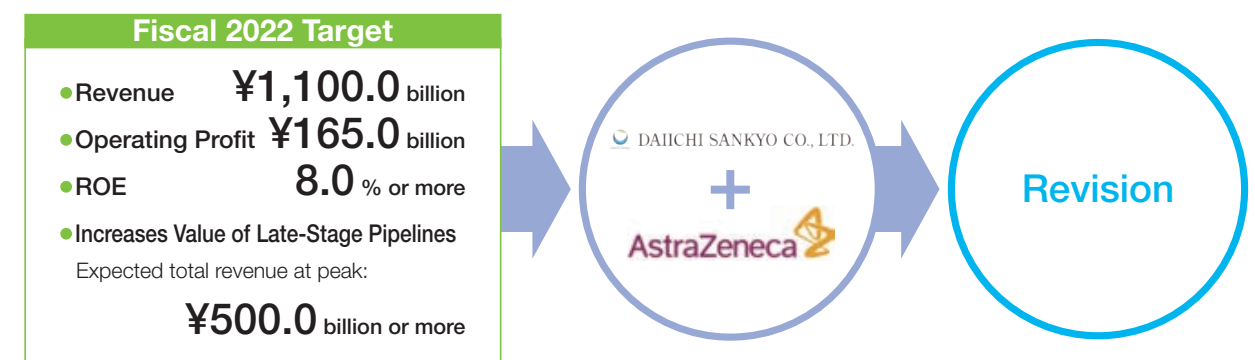 Fiscal 2022 Target
●Revenue ¥1,100.0 billion
●Operating Profit ¥165.0 billion
●ROE 8.0 % or more
●Increases Value of Late-Stage Pipelines
Expected total revenue at peak:
¥500.0 billion or more
DAIICHI SANKYO CO., LTD.
+
AstraZeneca
Revision